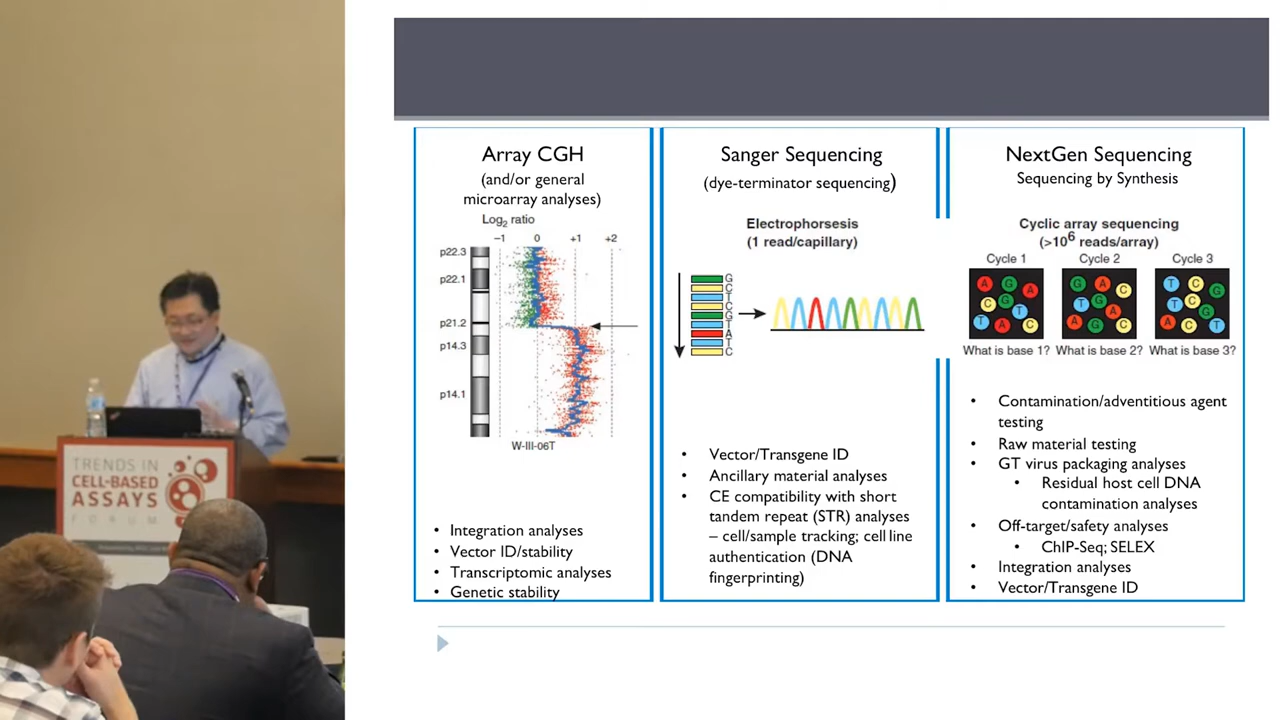 Array CGH
(and/or general
microarray analyses)
Log2 ratio
−1 0 +1 +2
p22.3
p22.1
p21.2
p14.3
p14.1
W-III-06T
• Integration analyses
• Vector ID/stability
• Transcriptomic analyses
• Genetic stability
Sanger Sequencing
(dye-terminator sequencing)
Electrophorsesis
(1 read/capillary)
G
C
T
C
G
T
A
T
C
• Vector/Transgene ID
• Ancillary material analyses
• CE compatibility with short
tandem repeat (STR) analyses
– cell/sample tracking; cell line
authentication (DNA
fingerprinting)
NextGen Sequencing
Sequencing by Synthesis
Cyclic array sequencing
(>10^6 reads/array)
Cycle 1 Cycle 2 Cycle 3
A G A G A C T C G
C G T T G A T C G
T A C A G C A C T
What is base 1? What is base 2? What is base 3?
• Contamination/adventitious agent
testing
• Raw material testing
• GT virus packaging analyses
• Residual host cell DNA
contamination analyses
• Off-target/safety analyses
• ChIP-Seq; SELEX
• Integration analyses
• Vector/Transgene ID
TRENDS IN
CELL-BASED
ASSAYS
FORUM